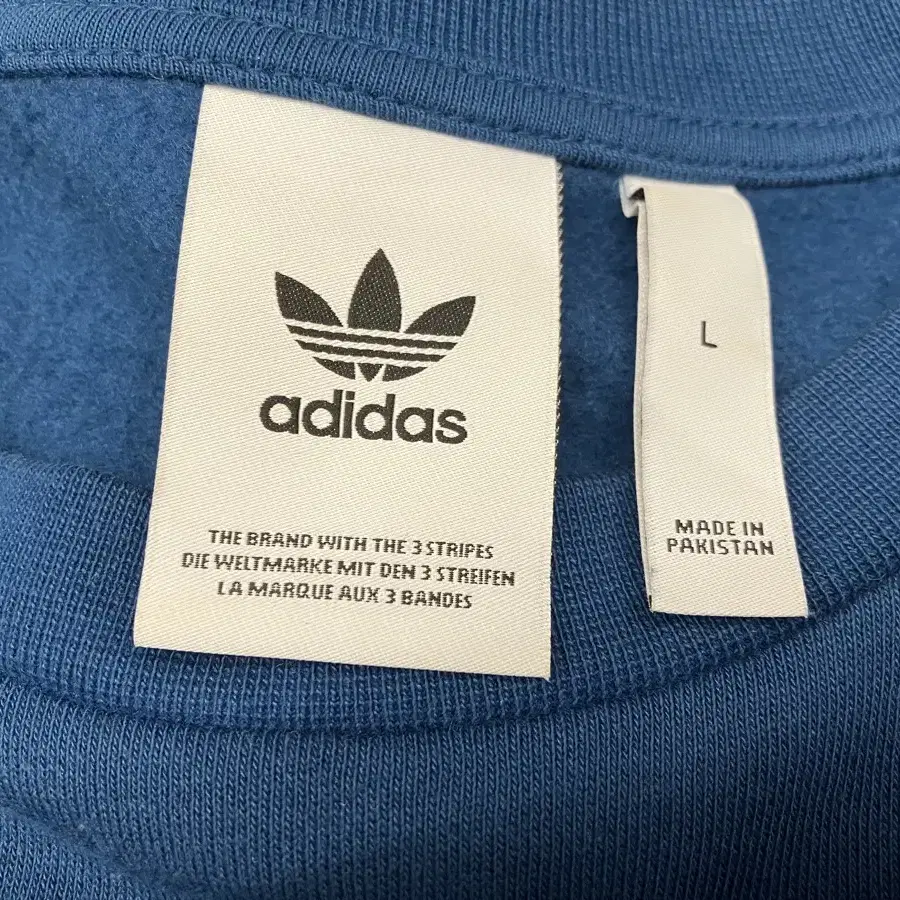 adidas
THE BRAND WITH THE 3 STRIPES
DIE WELTMARKE MIT DEN 3 STREIFEN
LA MARQUE AUX 3 BANDES
L
MADE IN
PAKISTAN